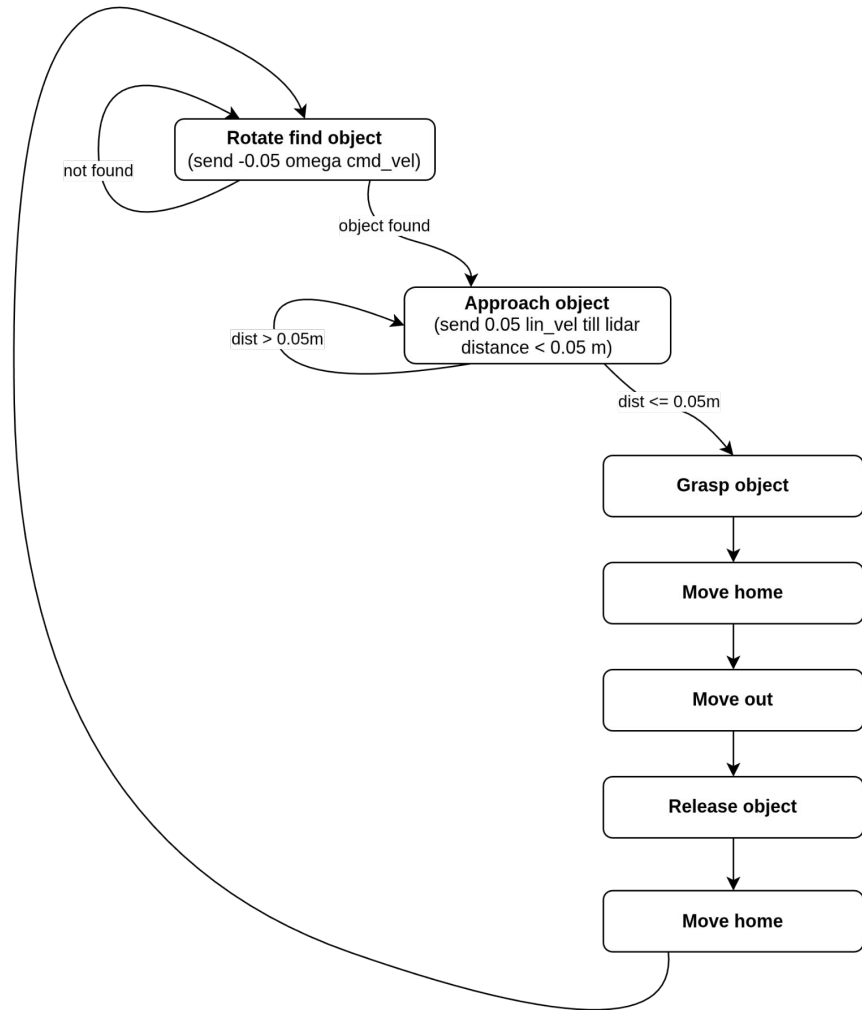 Rotate find object
(send -0.05 omega cmd_vel)
not found
object found
Approach object
(send 0.05 lin_vel till lidar
distance < 0.05 m)
dist > 0.05m
dist <= 0.05m
Grasp object
Move home
Move out
Release object
Move home